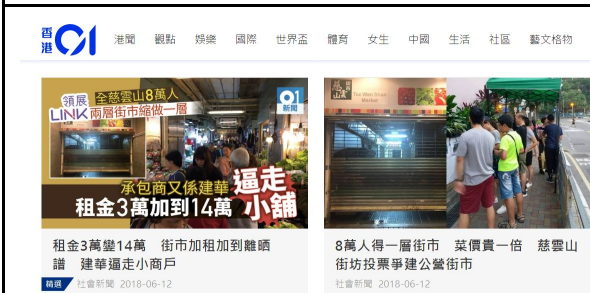 香港01
港聞 觀點 娛樂 國際 世界盃 體育 女生 中國 生活 社區 藝文格物
領展 LINK
全慈雲山8萬人
兩層街市縮做一層
01
新聞
承包商又係建華
租金3萬加到14萬
逼走
小舖
慈雲山
Tsz Wan Shan
Market
租金3萬變14萬 街市加租加到離晒
譜 建華逼走小商戶
精選 社會新聞 2018-06-12
8萬人得一層街市 菜價貴一倍 慈雲山
街坊投票爭建公營街市
社會新聞 2018-06-12